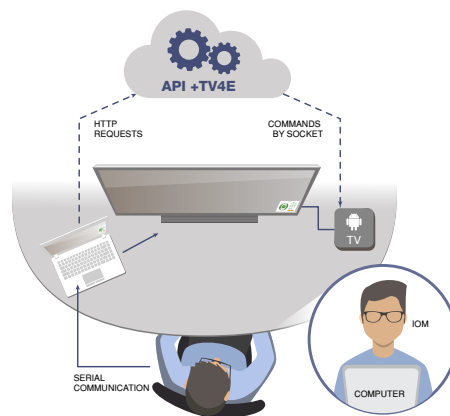 API +TV4E
HTTP
REQUESTS
COMMANDS
BY SOCKET
TV
IOM
COMPUTER
SERIAL
COMMUNICATION